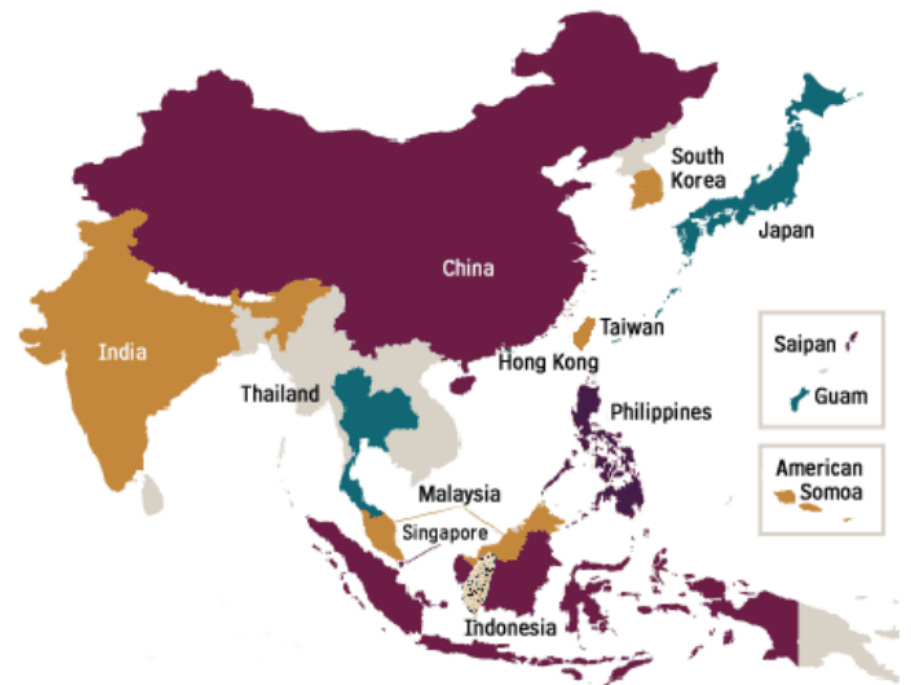 South
Korea
Japan
China
Taiwan
Hong Kong
India
Thailand
Philippines
Malaysia
Singapore
Indonesia
Saipan
Guam
American
Somoa